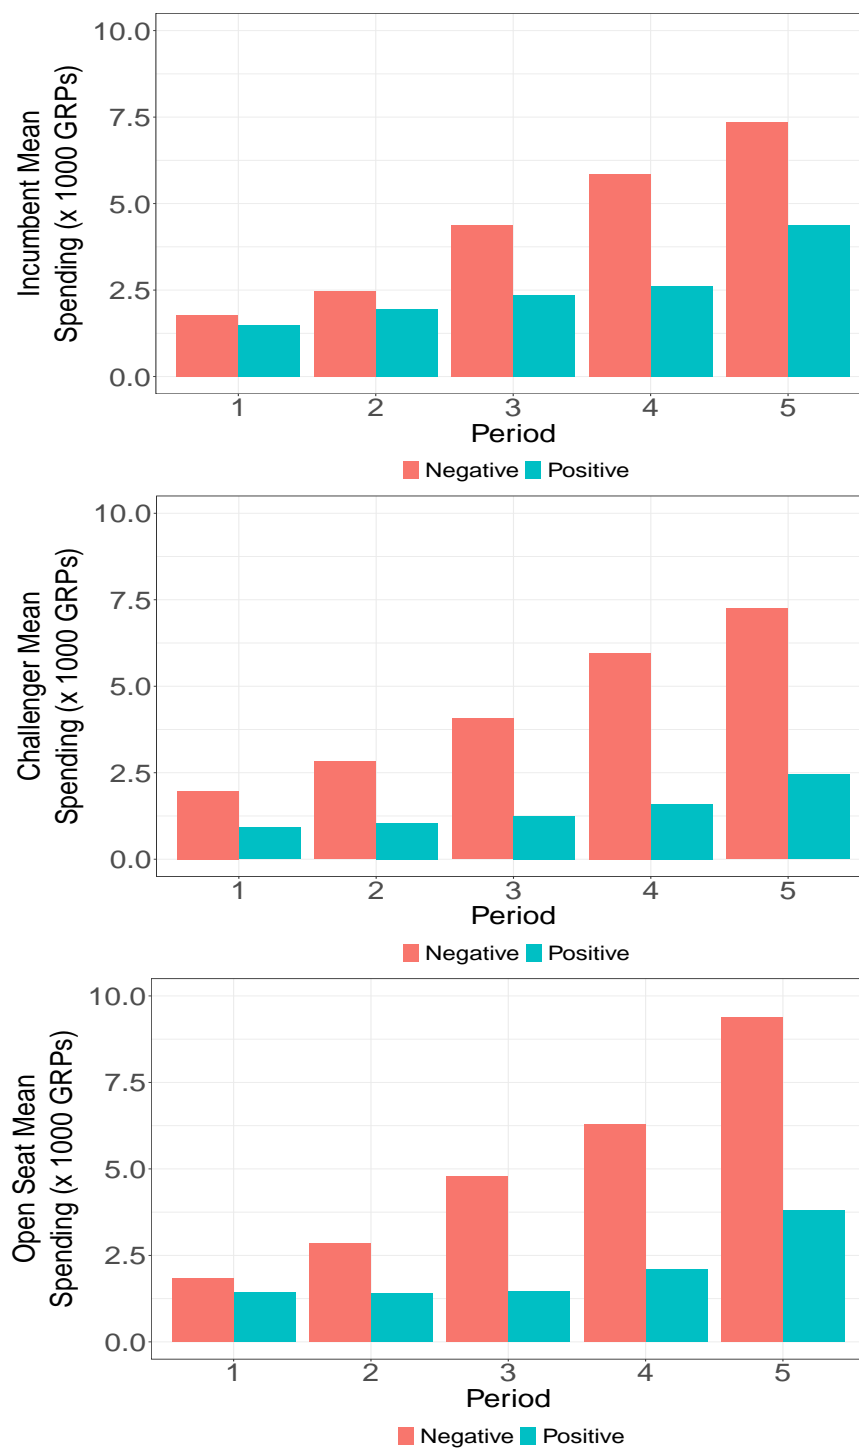 Incumbent Mean
Spending (x 1000 GRPs)
10.0
7.5
5.0
2.5
0.0
1 2 3 4 5
Period
Negative Positive
Challenger Mean
Spending (x 1000 GRPs)
10.0
7.5
5.0
2.5
0.0
1 2 3 4 5
Period
Negative Positive
Open Seat Mean
Spending (x 1000 GRPs)
10.0
7.5
5.0
2.5
0.0
1 2 3 4 5
Period
Negative Positive